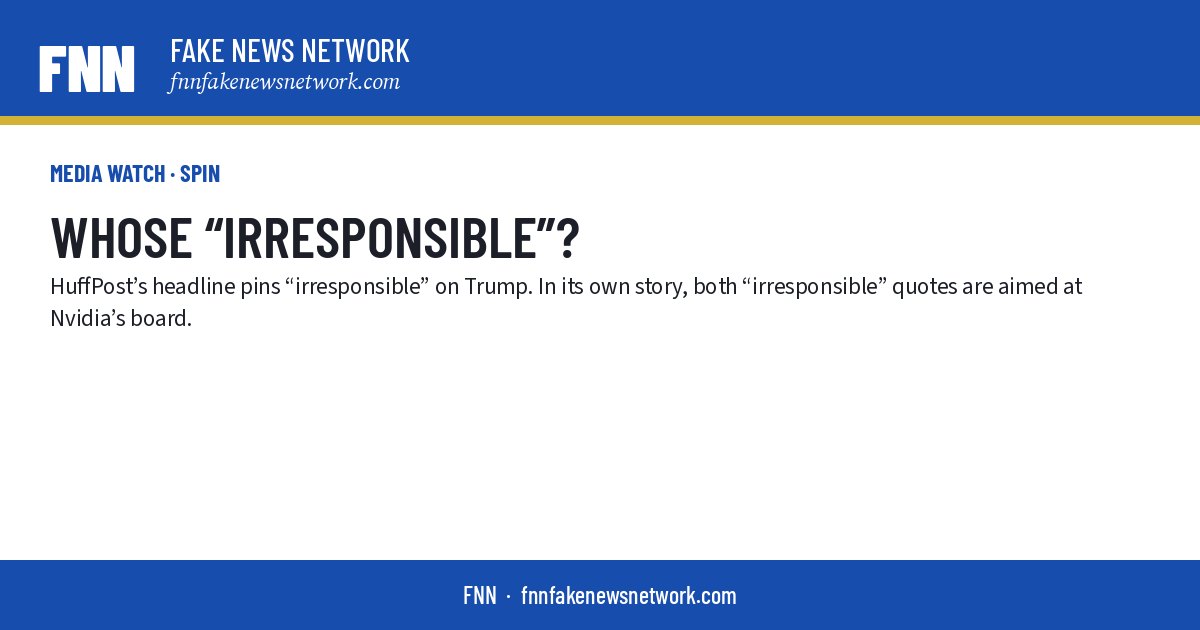 FNN
FAKE NEWS NETWORK
fnnfakenewsnetwork.com
MEDIA WATCH · SPIN
WHOSE “IRRESPONSIBLE”?
HuffPost’s headline pins “irresponsible” on Trump. In its own story, both “irresponsible” quotes are aimed at
Nvidia’s board.
FNN · fnnfakenewsnetwork.com